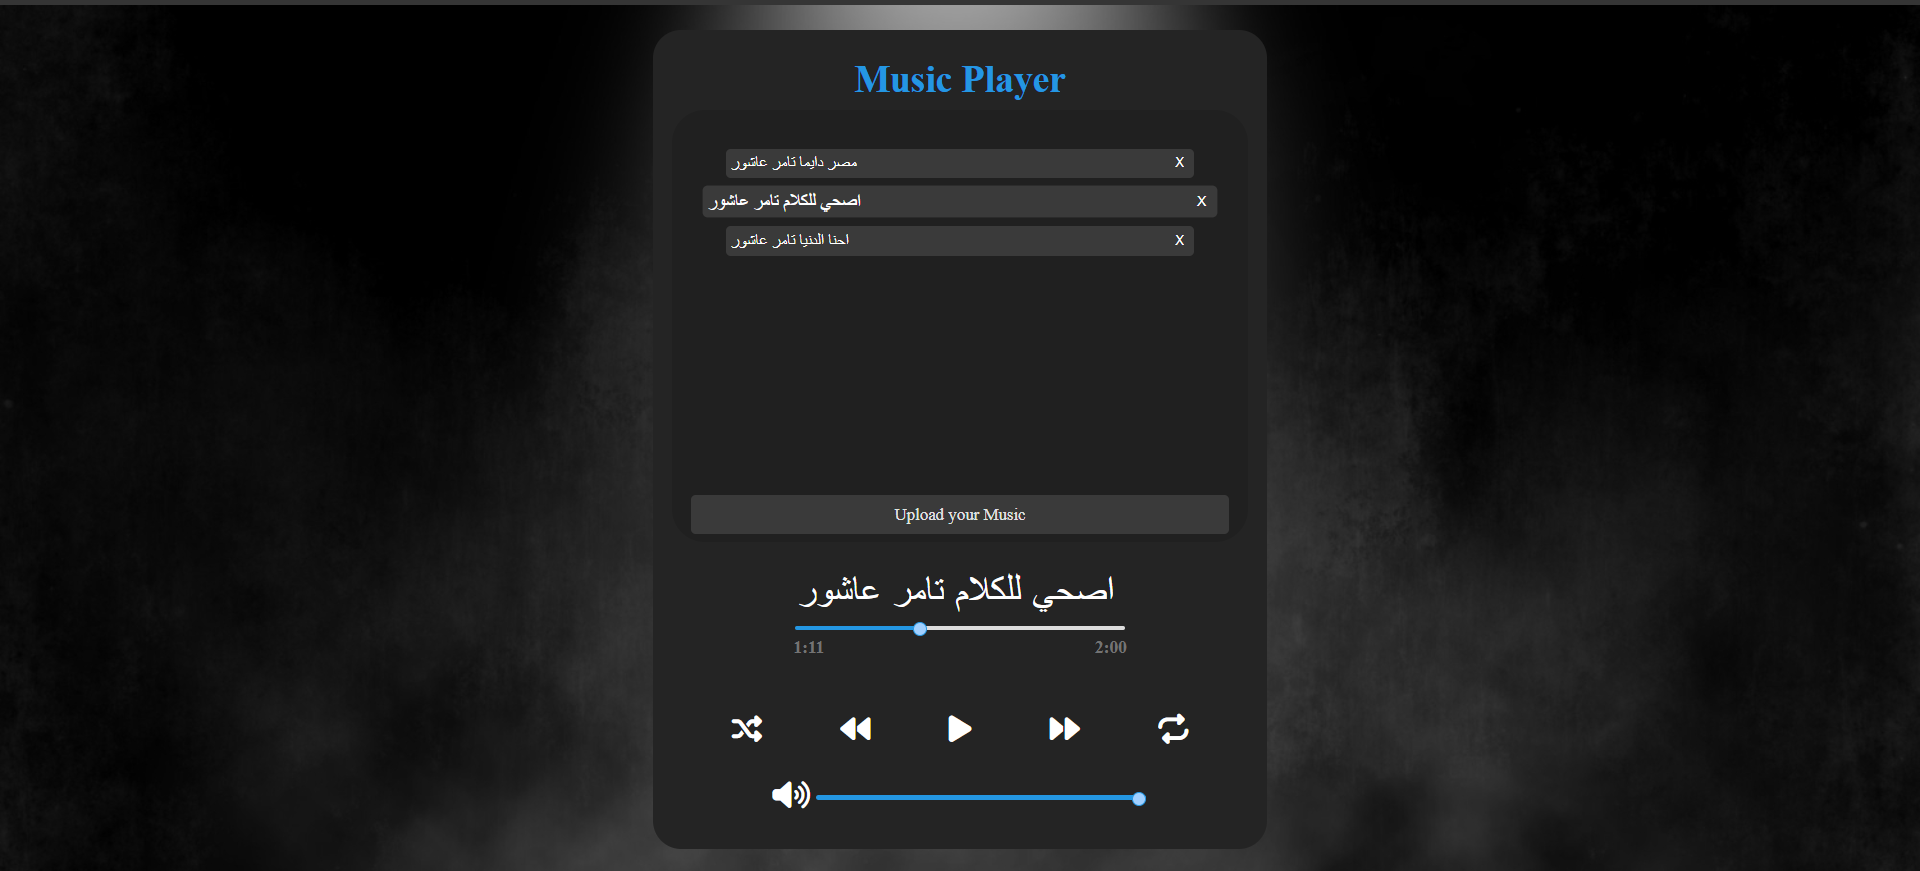 Music Player
مصر دايما تامر عاشور X
اصحي للكلام تامر عاشور X
احنا الدنيا تامر عاشور X
Upload your Music
اصحي للكلام تامر عاشور
1:11 2:00